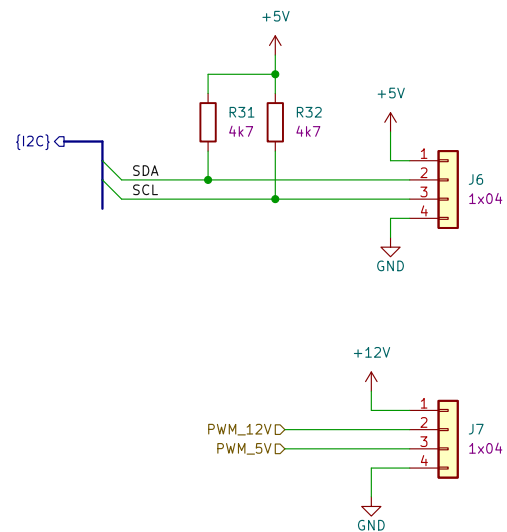 +5V
+5V
R31
4k7
R32
4k7
{I2C}
SDA
SCL
1
2
3
4
J6
1x04
GND
+12V
PWM_12V
PWM_5V
1
2
3
4
J7
1x04
GND